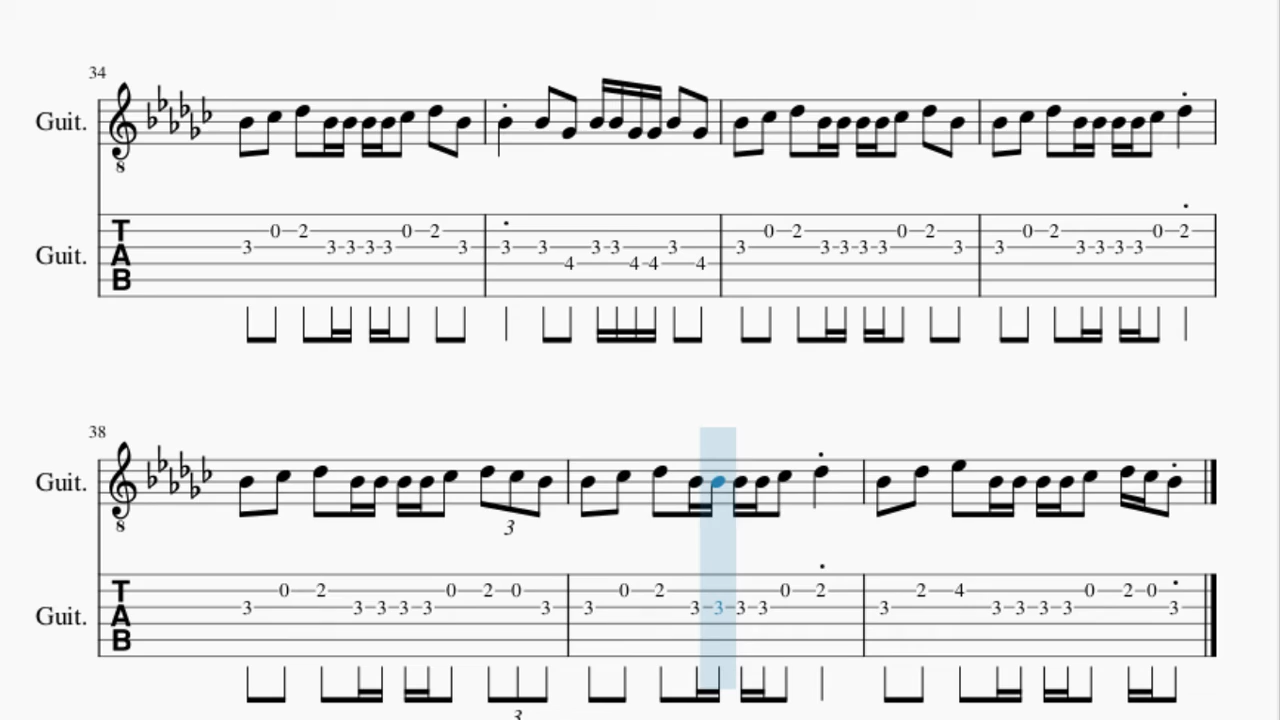 34
Guit.
8
T 0 2 0 2 0 2 0 2 0 2
Guit. A 3 3 3 3 3 3 3 3 3 3 3 3 3 3 3 3 3 3 3 3 3 3
B 4 4 4 4
38
Guit.
8
3
T 0 2 0 2 0 0 2 0 2 2 4 0 2 0
Guit. A 3 3 3 3 3 3 3 3 3 3 3 3 3 3 3 3 3
B
3